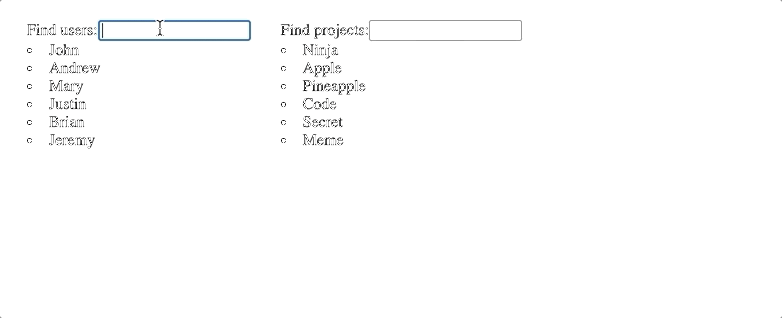 Find users:
John
Andrew
Mary
Justin
Brian
Jeremy
Find projects:
Ninja
Apple
Pineapple
Code
Secret
Meme